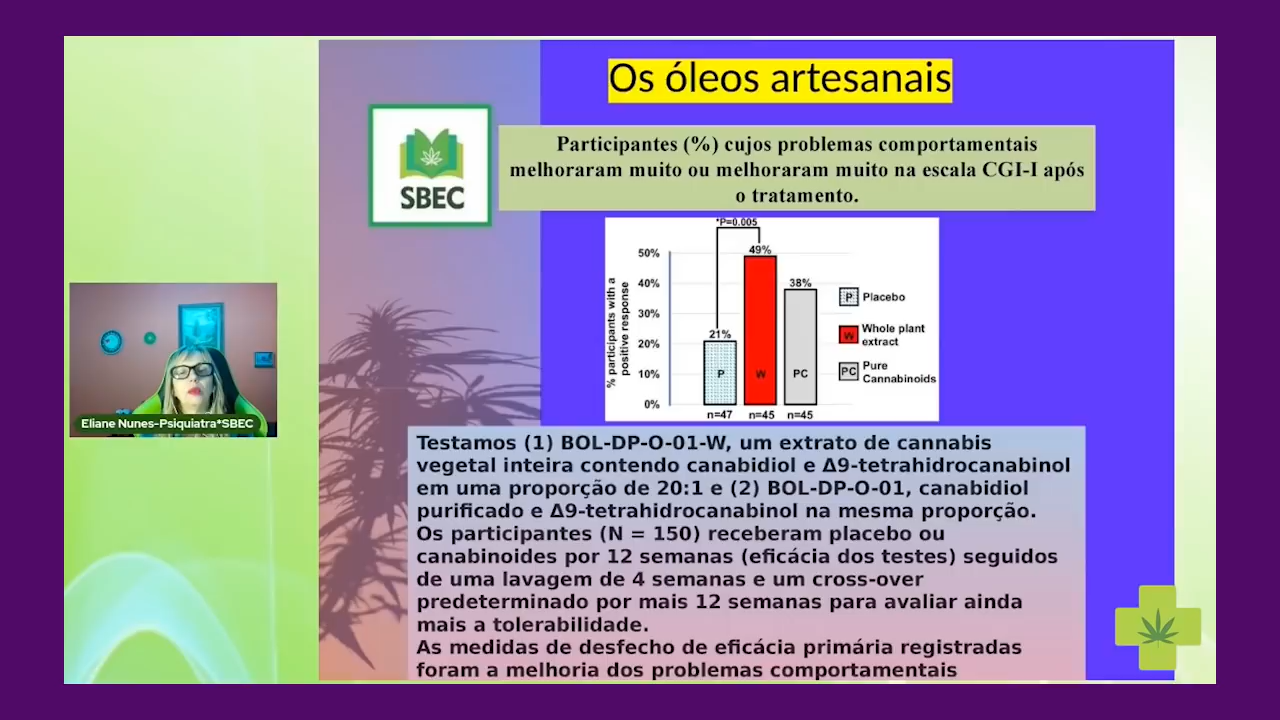 Os óleos artesanais
SBEC
Participantes (%) cujos problemas comportamentais
melhoraram muito ou melhoraram muito na escala CGI-I após
o tratamento.
% participants with a
positive response
50%
40%
30%
20%
10%
0%
*P=0.005
21%
49%
38%
P
W
PC
n=47
n=45
n=45
P Placebo
W Whole plant
extract
PC Pure
Cannabinoids
Eliane Nunes-Psiquiatra*SBEC
Testamos (1) BOL-DP-O-01-W, um extrato de cannabis
vegetal inteira contendo canabidiol e Δ9-tetrahidrocanabinol
em uma proporção de 20:1 e (2) BOL-DP-O-01, canabidiol
purificado e Δ9-tetrahidrocanabinol na mesma proporção.
Os participantes (N = 150) receberam placebo ou
canabinoides por 12 semanas (eficácia dos testes) seguidos
de uma lavagem de 4 semanas e um cross-over
predeterminado por mais 12 semanas para avaliar ainda
mais a tolerabilidade.
As medidas de desfecho de eficácia primária registradas
foram a melhoria dos problemas comportamentais